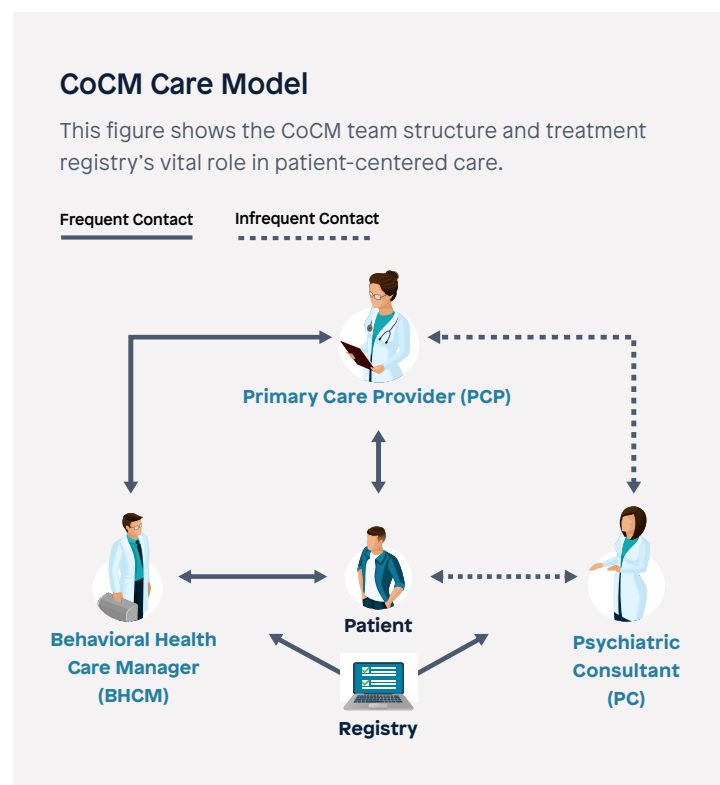 CoCM Care Model
This figure shows the CoCM team structure and treatment
registry’s vital role in patient-centered care.
Frequent Contact
Infrequent Contact
Primary Care Provider (PCP)
Behavioral Health
Care Manager
(BHCM)
Patient
Psychiatric
Consultant
(PC)
Registry